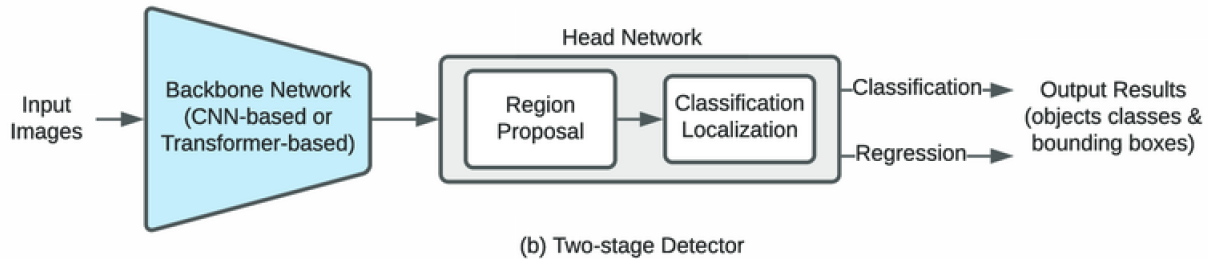 Head Network
Input
Images
Backbone Network
(CNN-based or
Transformer-based)
Region
Proposal
Classification
Localization
Classification
Regression
Output Results
(objects classes &
bounding boxes)
(b) Two-stage Detector